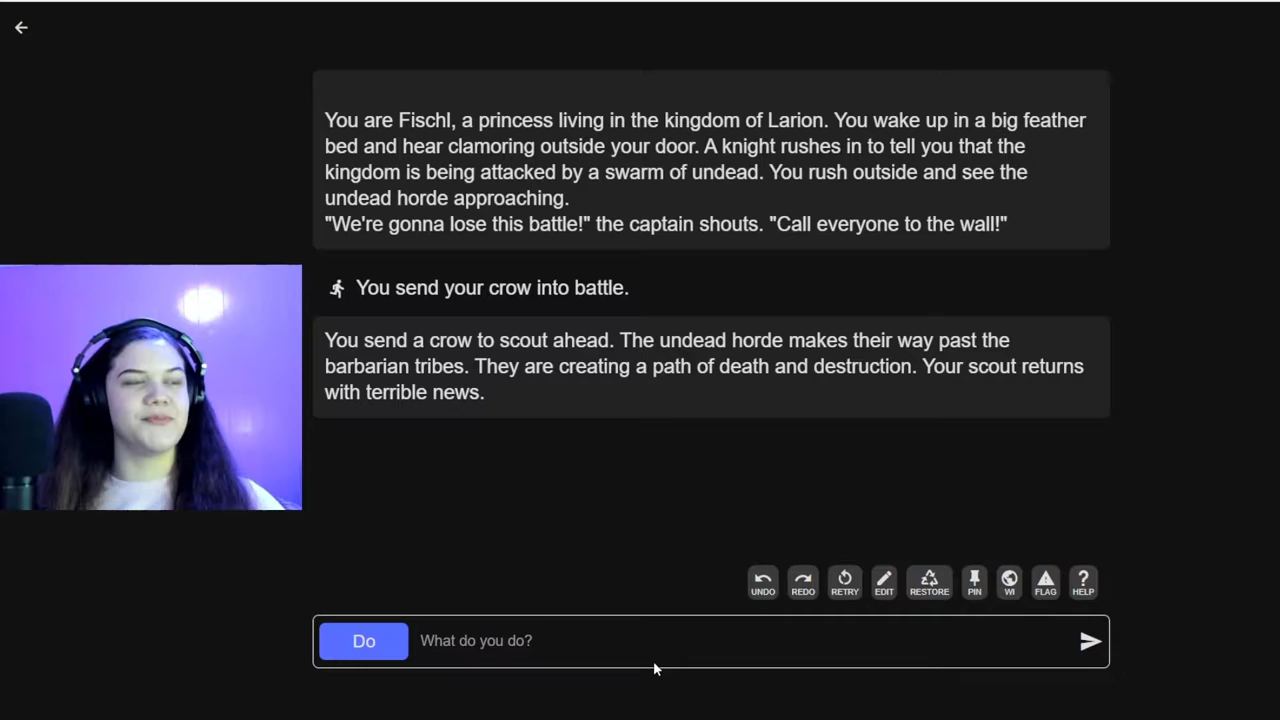 You are Fischl, a princess living in the kingdom of Larion. You wake up in a big feather
bed and hear clamoring outside your door. A knight rushes in to tell you that the
kingdom is being attacked by a swarm of undead. You rush outside and see the
undead horde approaching.
"We're gonna lose this battle!" the captain shouts. "Call everyone to the wall!"
You send your crow into battle.
You send a crow to scout ahead. The undead horde makes their way past the
barbarian tribes. They are creating a path of death and destruction. Your scout returns
with terrible news.
UNDO REDO RETRY EDIT RESTORE PIN WI FLAG HELP
Do What do you do?